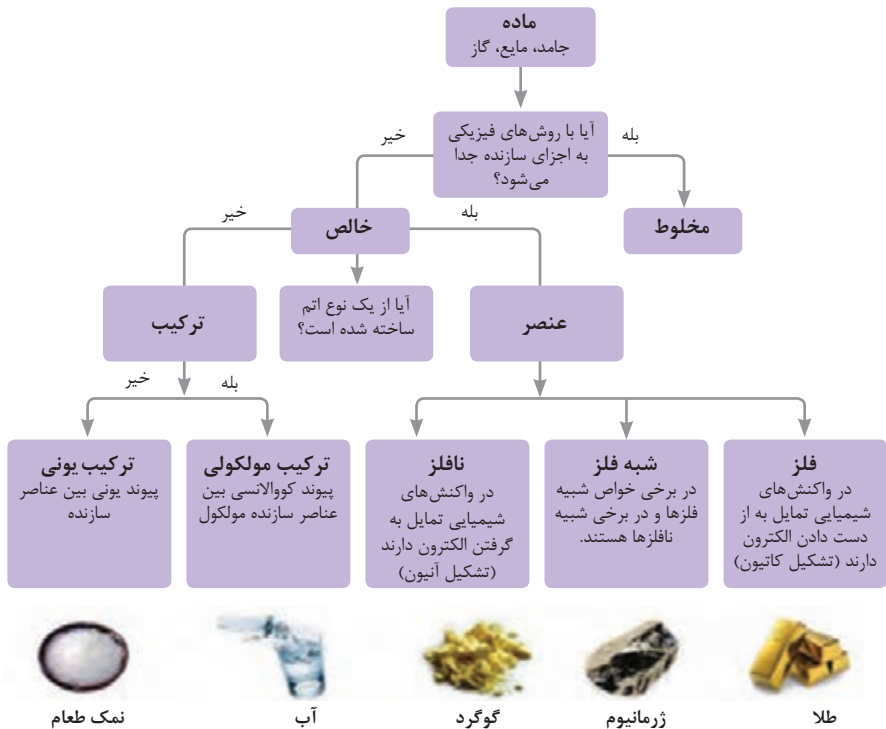 ماده
جامد، مایع، گاز
آیا با روش‌های فیزیکی
به اجزای سازنده جدا
می‌شود؟
بله
خیر
مخلوط
خالص
بله
خیر
عنصر
آیا از یک نوع اتم
ساخته شده است؟
ترکیب
بله
خیر
فلز
در واکنش‌های
شیمیایی تمایل به از
دست دادن الکترون
دارند (تشکیل کاتیون)
شبه فلز
در برخی خواص شبیه
فلزها و در برخی شبیه
نافلزها هستند.
نافلز
در واکنش‌های
شیمیایی تمایل به
گرفتن الکترون دارند
(تشکیل آنیون)
ترکیب مولکولی
پیوند کووالانسی بین
عناصر سازنده مولکول
ترکیب یونی
پیوند یونی بین عناصر
سازنده
طلا
ژرمانیوم
گوگرد
آب
نمک طعام